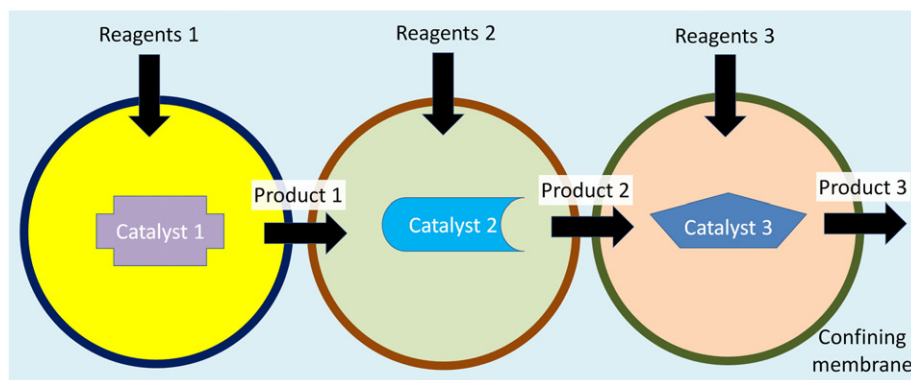 Reagents 1
Reagents 2
Reagents 3
Product 1
Product 2
Product 3
Catalyst 1
Catalyst 2
Catalyst 3
Confining
membrane